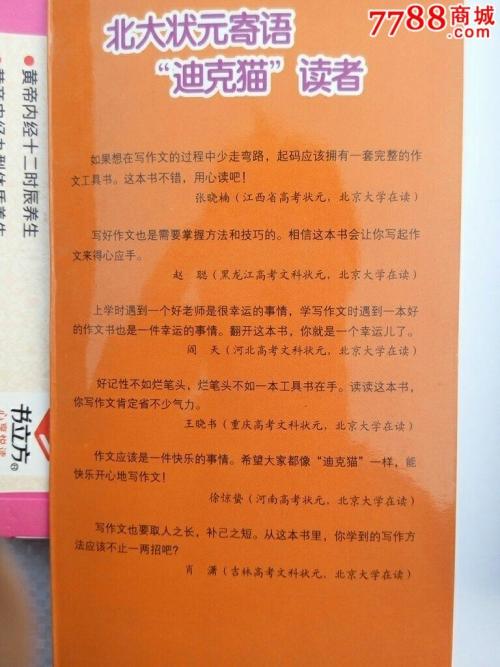 7788商城
北大状元寄语
“迪克猫”读者
如果想在写作文的过程中少走弯路，起码应该拥有一套完整的作
文工具书。这本书不错，用心读吧！
张晓楠（江西省高考状元，北京大学在读）
写好作文也是需要掌握方法和技巧的。相信这本书会让你写起作
文来得心应手。
赵 聪（黑龙江高考文科状元，北京大学在读）
上学时遇到一个好老师是很幸运的事情，学写作文时遇到一本好
的作文书也是一件幸运的事情。翻开这本书，你就是一个幸运儿了。
阎 天（河北高考文科状元，北京大学在读）
好记性不如烂笔头，烂笔头不如一本工具书在手。读读这本书，
你写作文肯定省不少气力。
王晓书（重庆高考文科状元，北京大学在读）
作文应该是一件快乐的事情。希望大家都像“迪克猫”一样，能
快乐开心地写作文！
徐惊蛰（河南高考文科状元，北京大学在读）
写作文也要取人之长，补己之短。从这本书里，你学到的写作方
法应该不止一两招吧？
肖 潇（吉林高考文科状元，北京大学在读）
●黄帝内经十二时辰养生
书立方